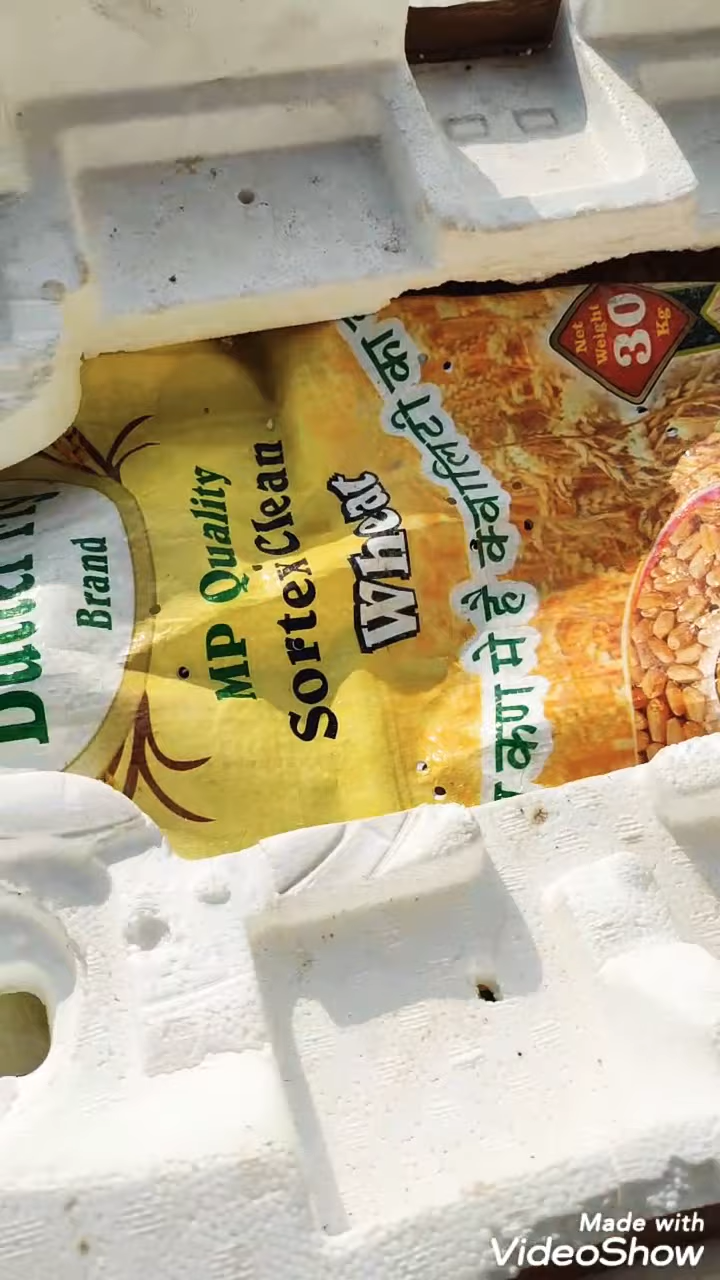 Brand
MP Quality
Sortex Clean
Wheat
कण मे है क्वालिटी का
Net
Weight
30
Kg
Made with
VideoShow